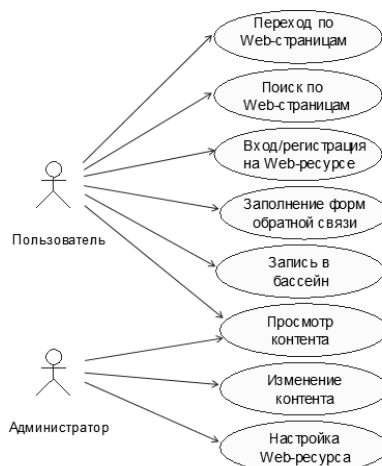 Переход по
Web-страницам
Поиск по
Web-страницам
Вход/регистрация
на Web-ресурсе
Заполнение форм
обратной связи
Пользователь
Запись в
бассейн
Просмотр
контента
Изменение
контента
Администратор
Настройка
Web-ресурса